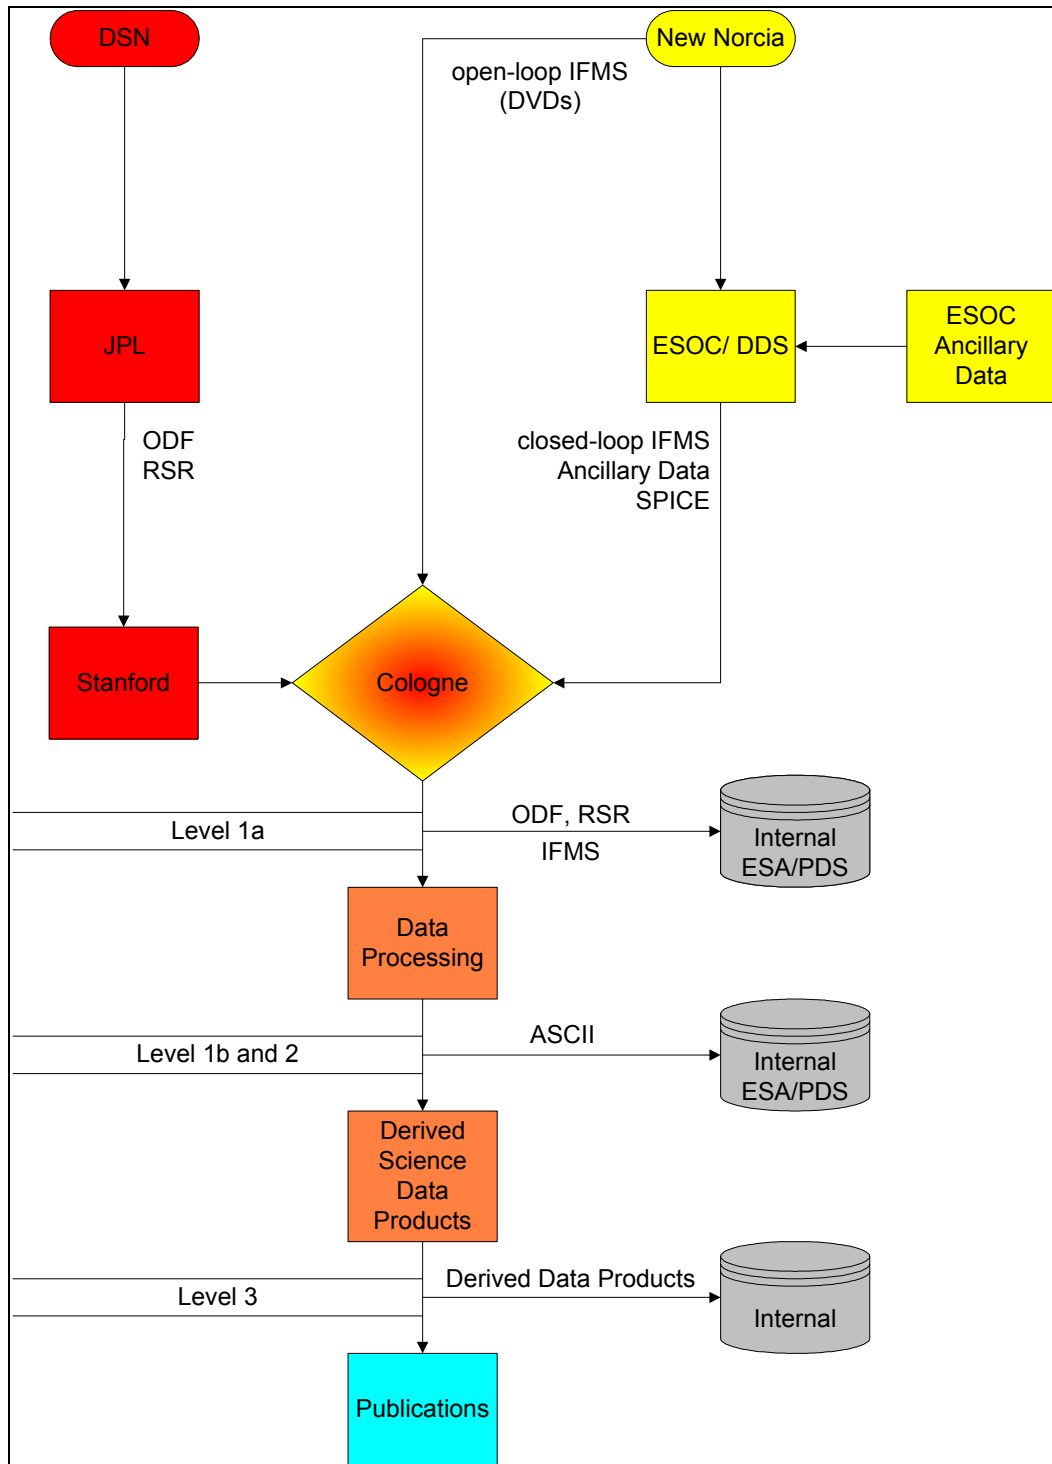 DSN
New Norcia
open-loop IFMS
(DVDs)
JPL
ESOC/ DDS
ESOC
Ancillary
Data
ODF
RSR
closed-loop IFMS
Ancillary Data
SPICE
Stanford
Cologne
Level 1a
ODF, RSR
IFMS
Internal
ESA/PDS
Data
Processing
Level 1b and 2
ASCII
Internal
ESA/PDS
Derived
Science
Data
Products
Level 3
Derived Data Products
Internal
Publications